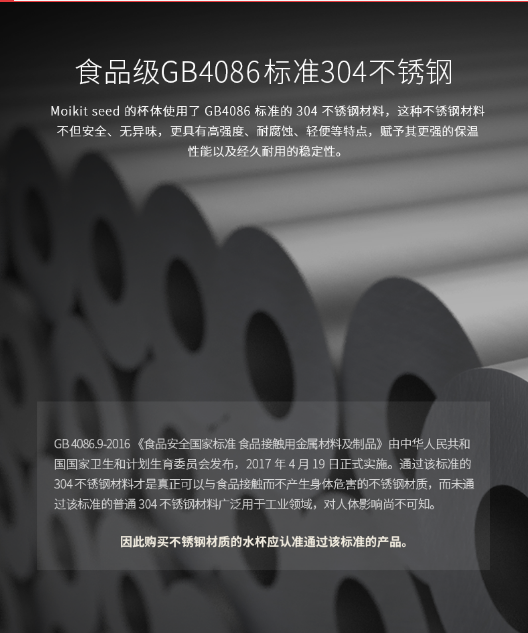 食品级GB4086标准304不锈钢
Moikit seed 的杯体使用了 GB4086 标准的 304 不锈钢材料，这种不锈钢材料
不但安全、无异味，更具有高强度、耐腐蚀、轻便等特点，赋予其更强的保温
性能以及经久耐用的稳定性。
GB 4086.9-2016 《食品安全国家标准 食品接触用金属材料及制品》由中华人民共和
国国家卫生和计划生育委员会发布，2017 年 4 月 19 日正式实施。通过该标准的
304 不锈钢材料才是真正可以与食品接触而不产生身体危害的不锈钢材质，而未通
过该标准的普通 304 不锈钢材料广泛用于工业领域，对人体影响尚不可知。
因此购买不锈钢材质的水杯应认准通过该标准的产品。